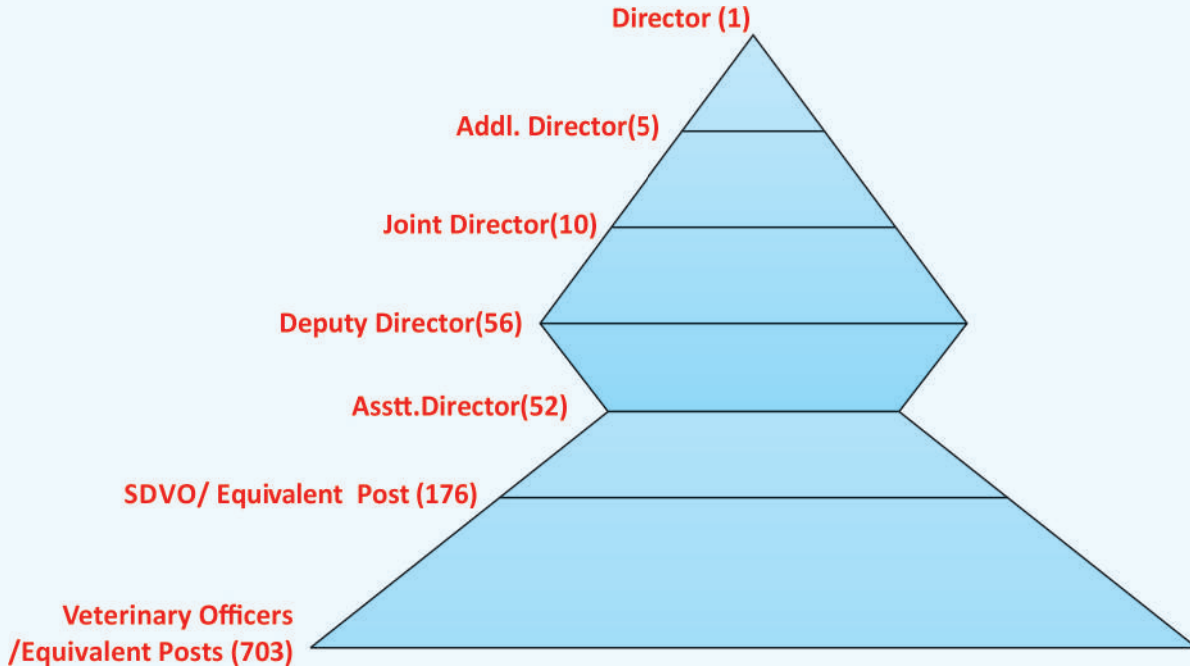 Director (1)
Addl. Director(5)
Joint Director(10)
Deputy Director(56)
Asstt.Director(52)
SDVO/ Equivalent Post (176)
Veterinary Officers
/Equivalent Posts (703)